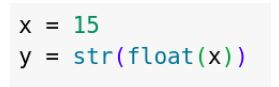 x = 15
y = str(float(x))